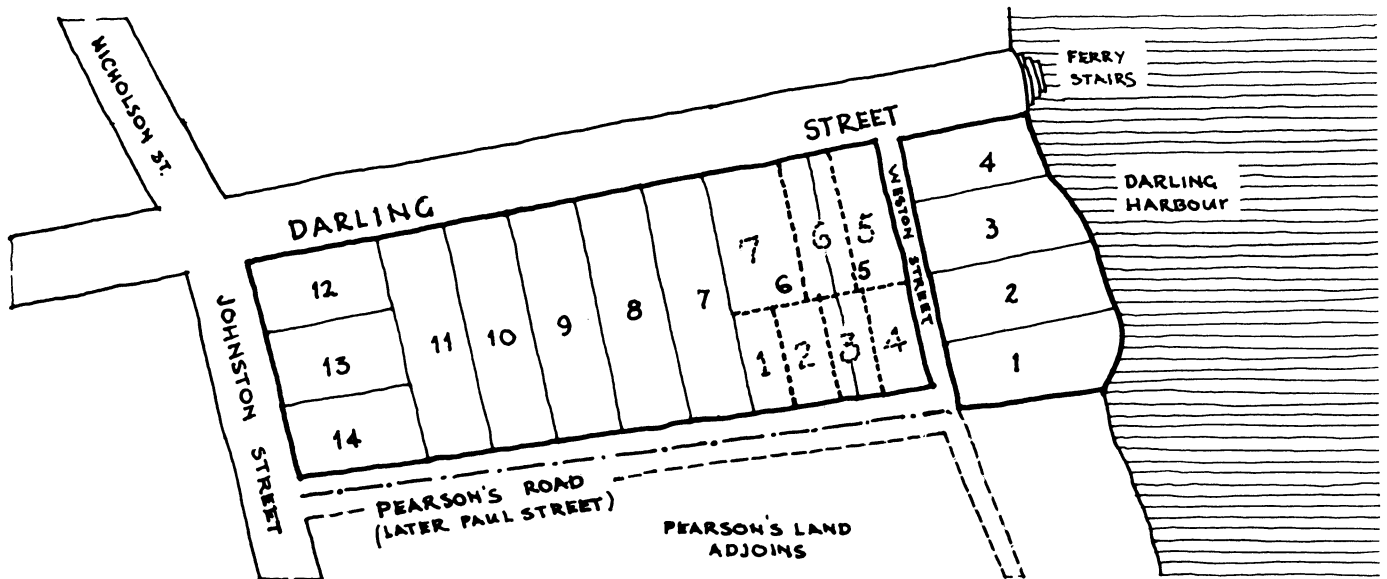 NICHOLSON ST.
FERRY
STAIRS
DARLING STREET
DARLING
HARBOUR
WESTON STREET
JOHNSTON STREET
12
13
14
11
10
9
8
7
7
6
6
5
5
1
2
3
4
4
3
2
1
PEARSON'S ROAD
(LATER PAUL STREET)
PEARSON'S LAND
ADJOINS